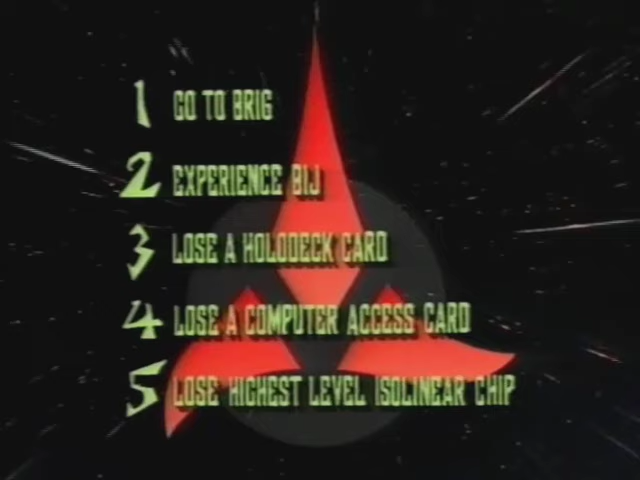 1 GO TO BRIG
2 EXPERIENCE BIJ
3 LOSE A HOLODECK CARD
4 LOSE A COMPUTER ACCESS CARD
5 LOSE HIGHEST LEVEL ISOLINEAR CHIP